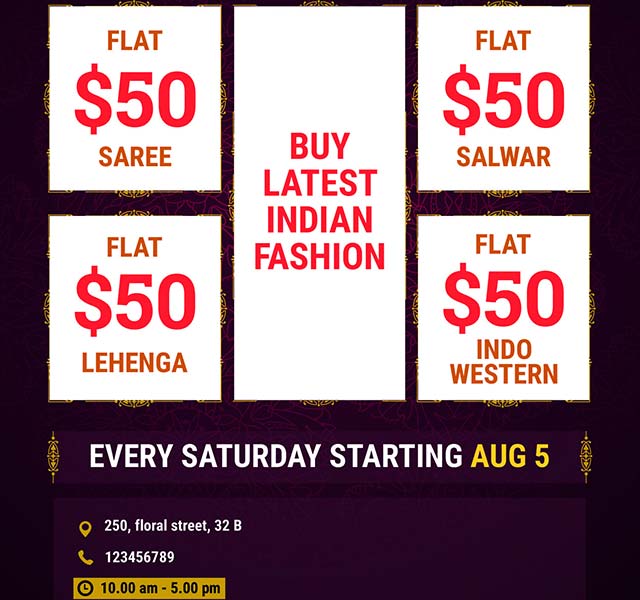 FLAT
$50
SAREE
BUY
LATEST
INDIAN
FASHION
FLAT
$50
SALWAR
FLAT
$50
LEHENGA
FLAT
$50
INDO
WESTERN
EVERY SATURDAY STARTING AUG 5
250, floral street, 32 B
123456789
10.00 am - 5.00 pm